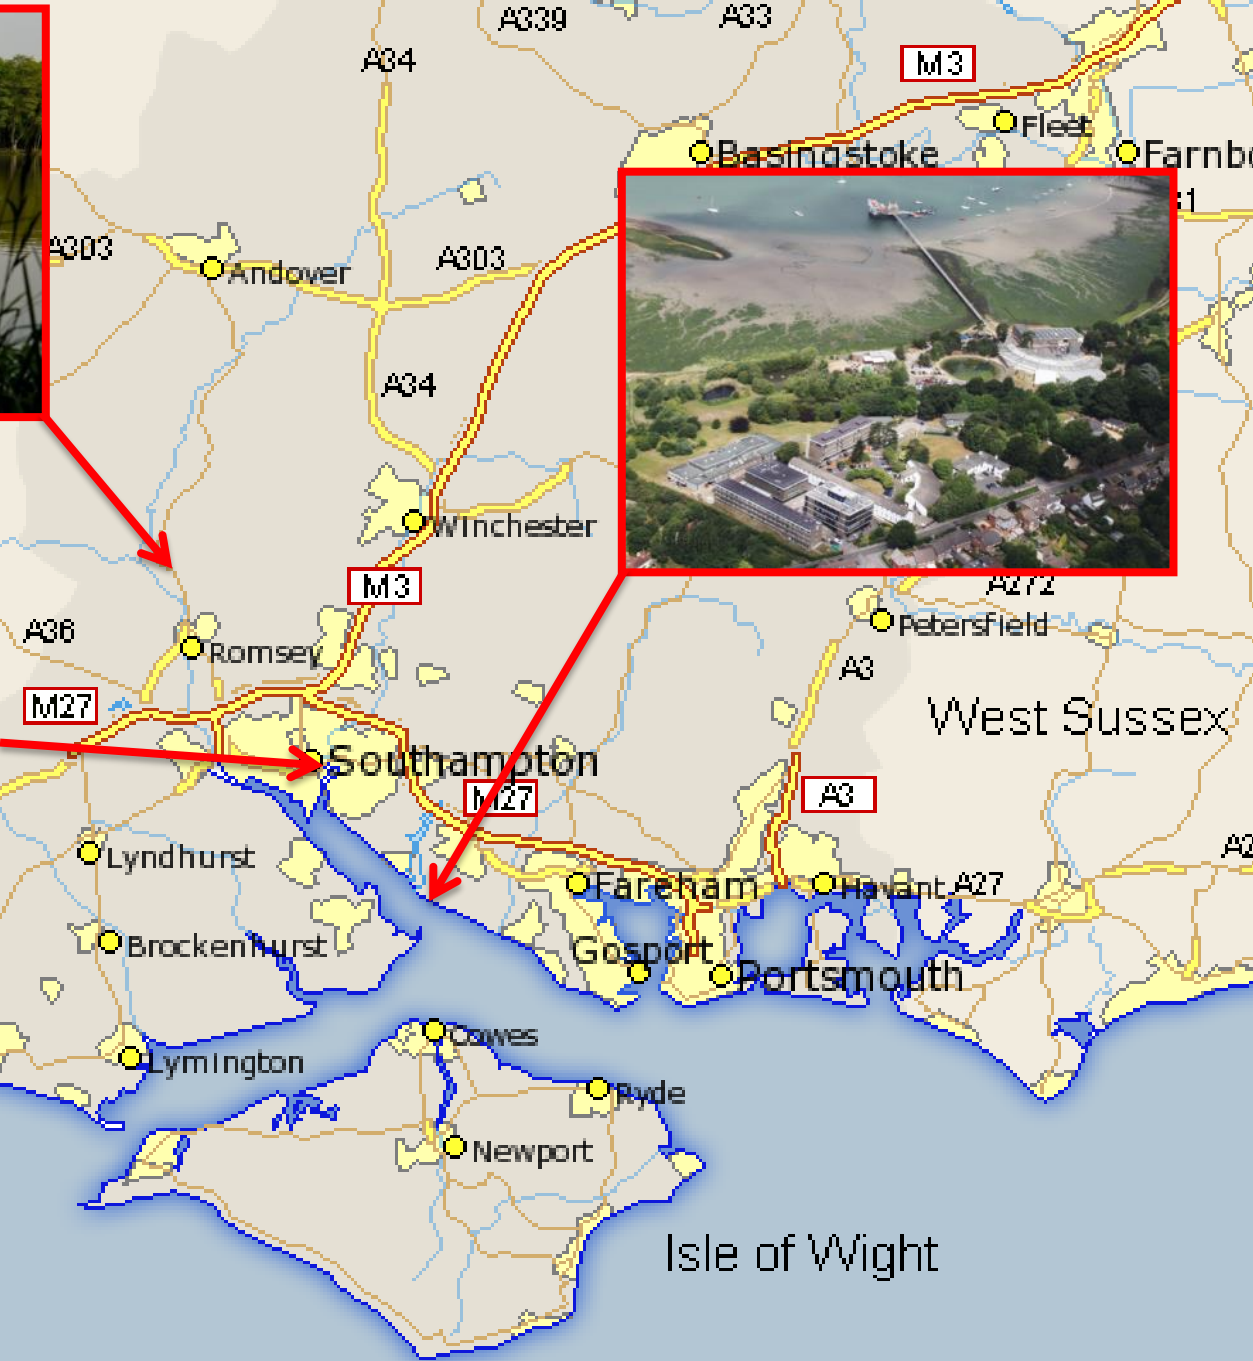 A339
A33
A34
M3
Fleet
Basingstoke
A303
A303
Andover
A34
Winchester
M3
A272
A36
Romsey
Petersfield
A3
M27
West Sussex
Southampton
M27
A3
Lyndhurst
Fareham
Havant
A27
Brockenhurst
Gosport
Portsmouth
Cowes
Lymington
Ryde
Newport
Isle of Wight